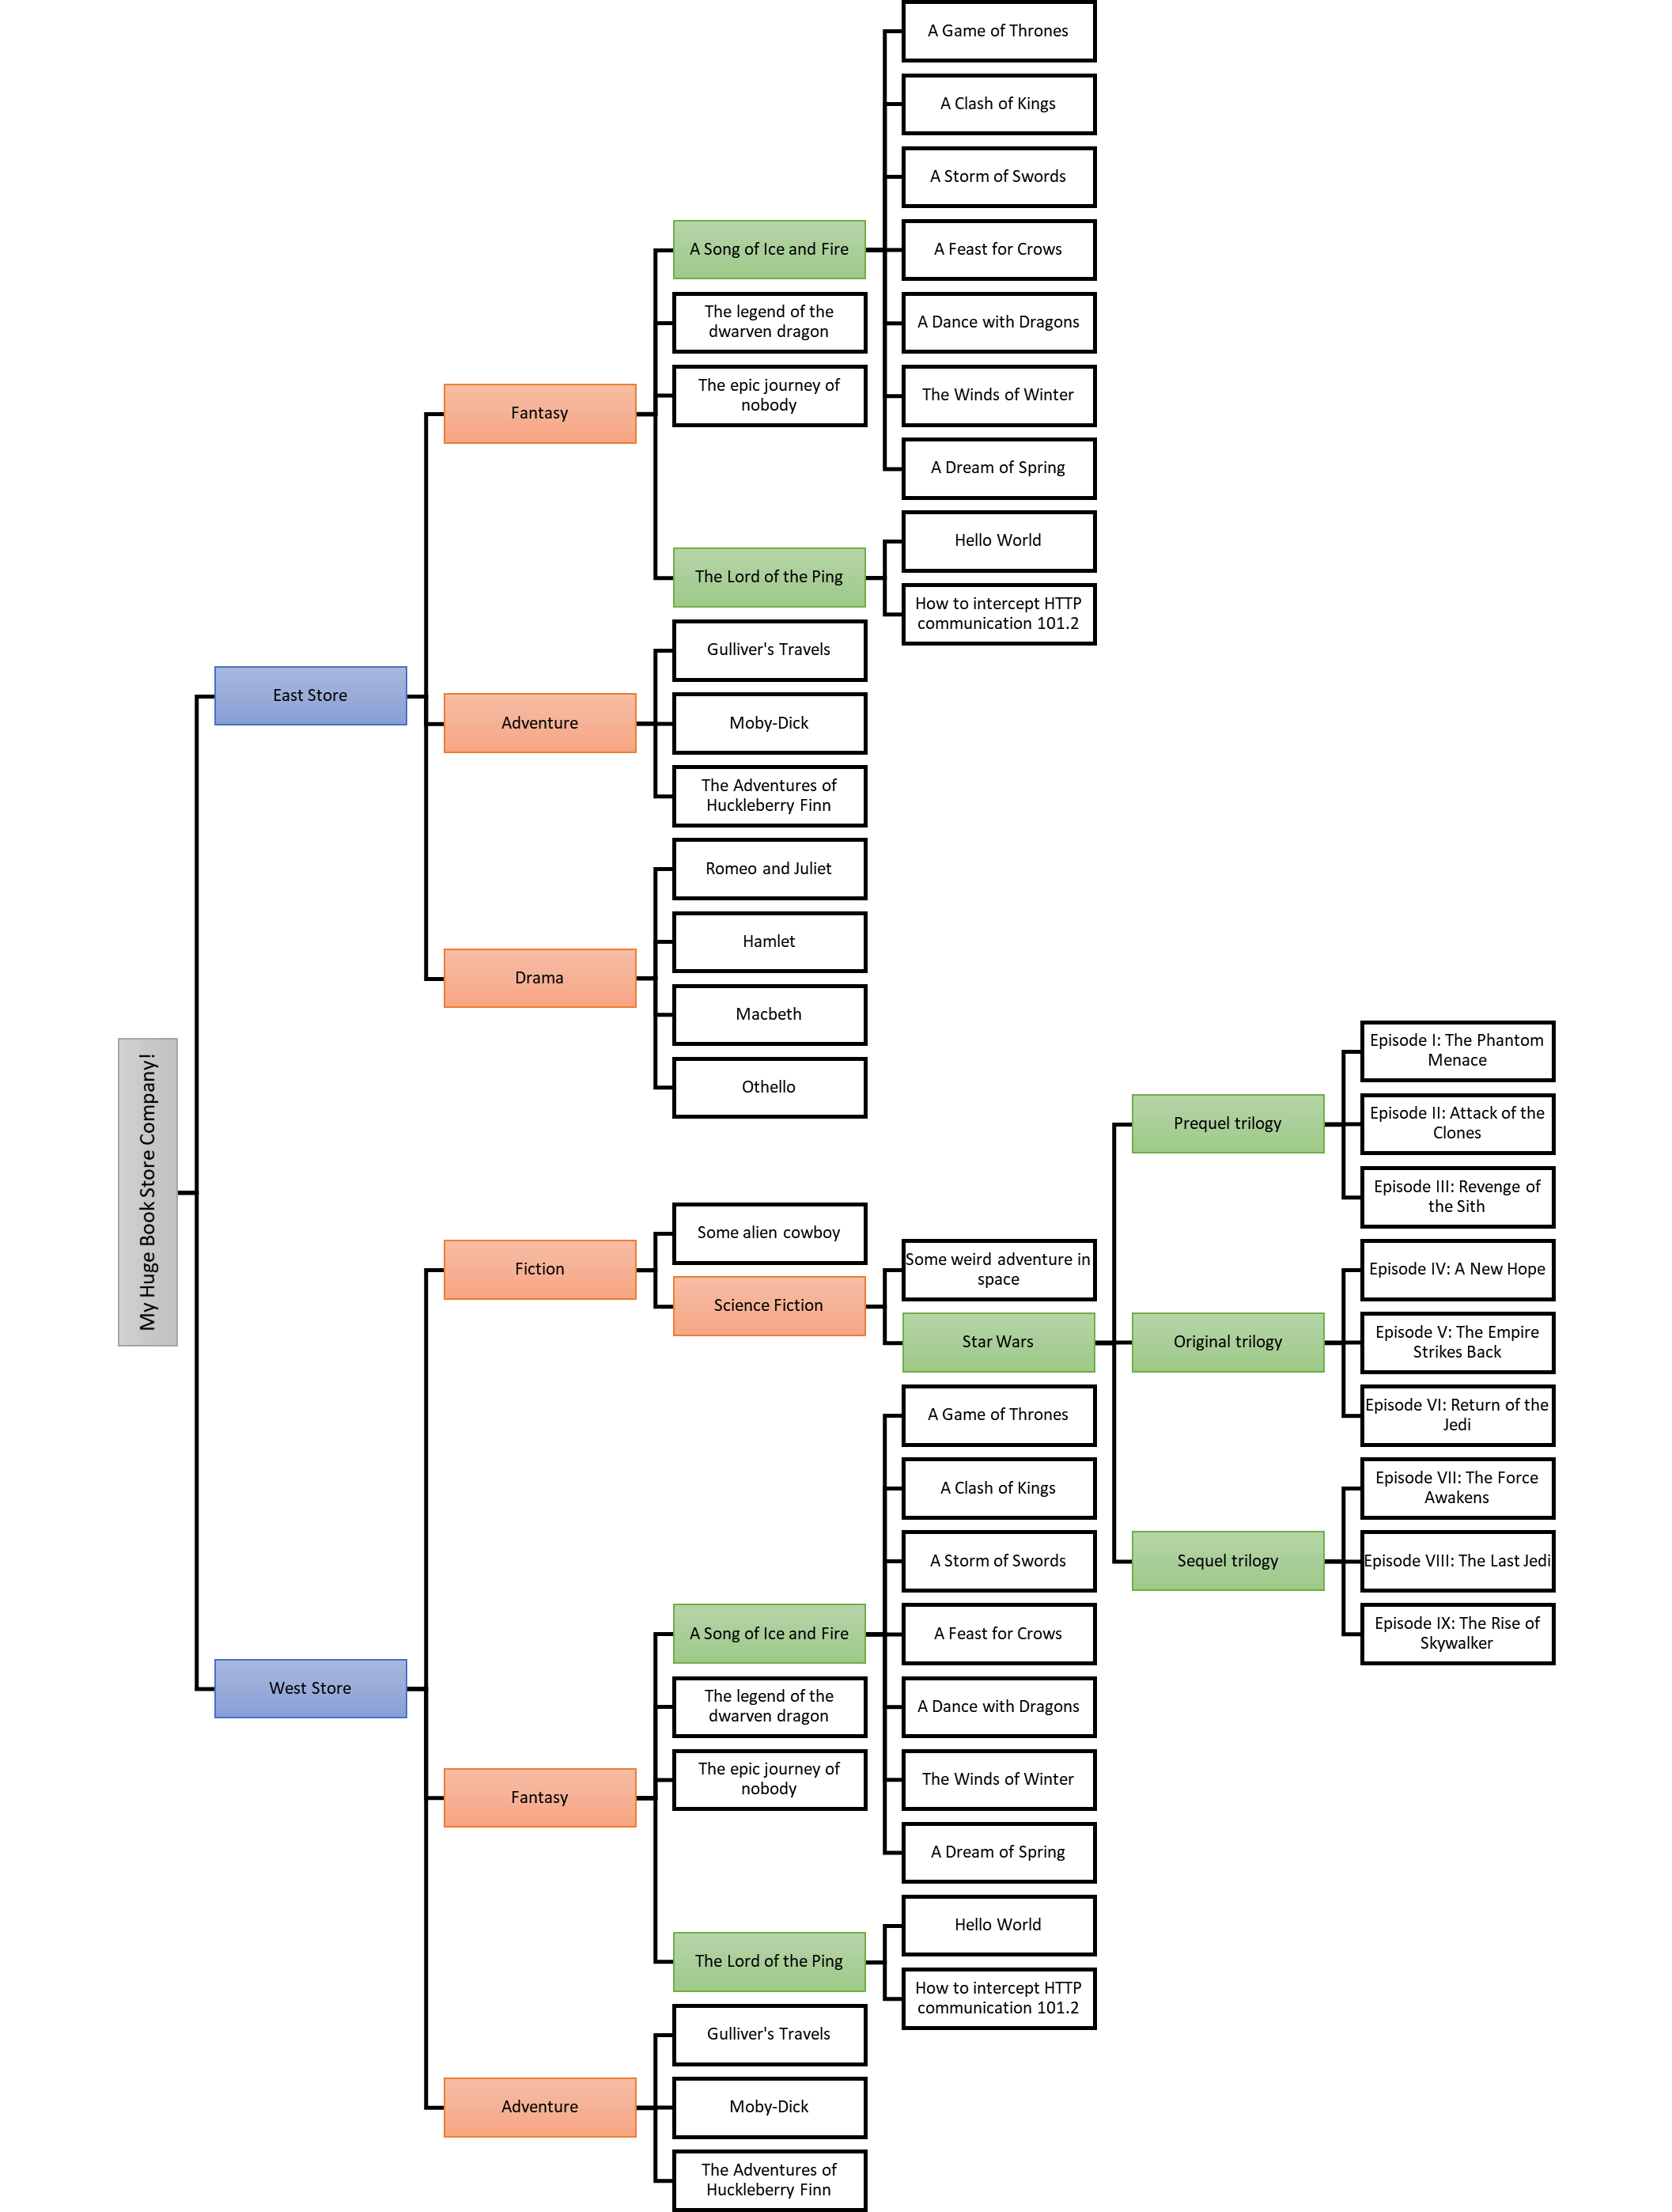 My Huge Book Store Company!
East Store
Fantasy
A Song of Ice and Fire
A Game of Thrones
A Clash of Kings
A Storm of Swords
A Feast for Crows
A Dance with Dragons
The Winds of Winter
A Dream of Spring
The legend of the
dwarven dragon
The epic journey of
nobody
The Lord of the Ping
Hello World
How to intercept HTTP
communication 101.2
Adventure
Gulliver's Travels
Moby-Dick
The Adventures of
Huckleberry Finn
Drama
Romeo and Juliet
Hamlet
Macbeth
Othello
West Store
Fiction
Some alien cowboy
Science Fiction
Some weird adventure in
space
Star Wars
Prequel trilogy
Episode I: The Phantom
Menace
Episode II: Attack of the
Clones
Episode III: Revenge of
the Sith
Original trilogy
Episode IV: A New Hope
Episode V: The Empire
Strikes Back
Episode VI: Return of the
Jedi
Sequel trilogy
Episode VII: The Force
Awakens
Episode VIII: The Last Jedi
Episode IX: The Rise of
Skywalker
Fantasy
A Song of Ice and Fire
A Game of Thrones
A Clash of Kings
A Storm of Swords
A Feast for Crows
A Dance with Dragons
The Winds of Winter
A Dream of Spring
The legend of the
dwarven dragon
The epic journey of
nobody
The Lord of the Ping
Hello World
How to intercept HTTP
communication 101.2
Adventure
Gulliver's Travels
Moby-Dick
The Adventures of
Huckleberry Finn